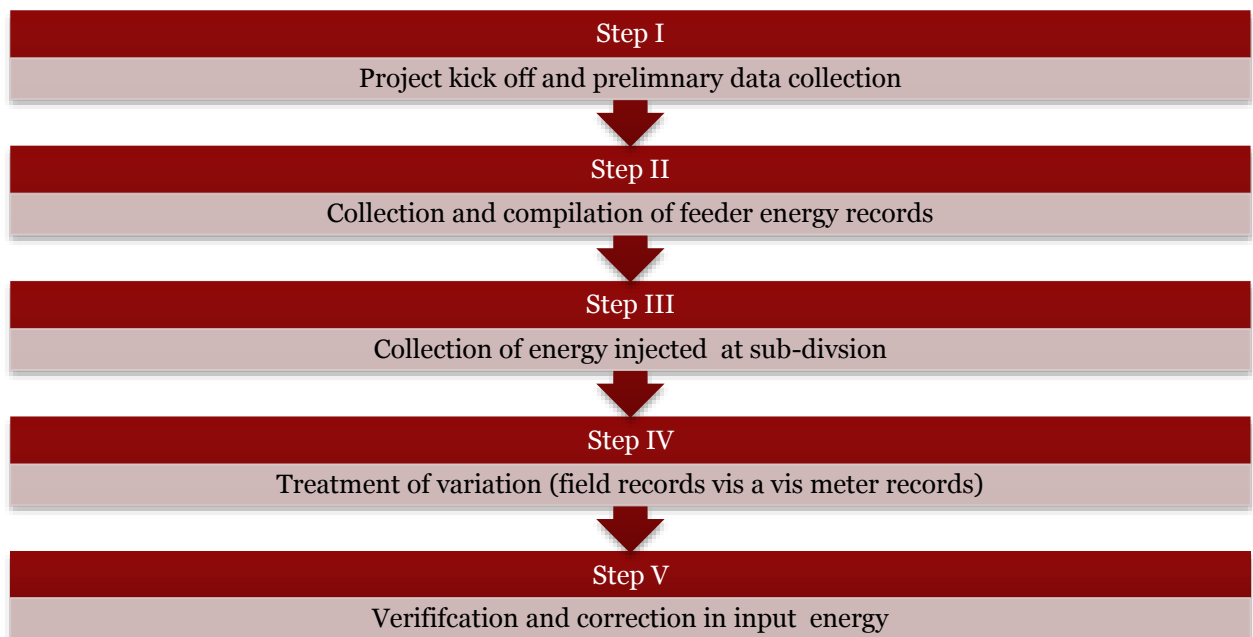 Step I
Project kick off and prelimnary data collection
Step II
Collection and compilation of feeder energy records
Step III
Collection of energy injected at sub-divsion
Step IV
Treatment of variation (field records vis a vis meter records)
Step V
Verififcation and correction in input energy